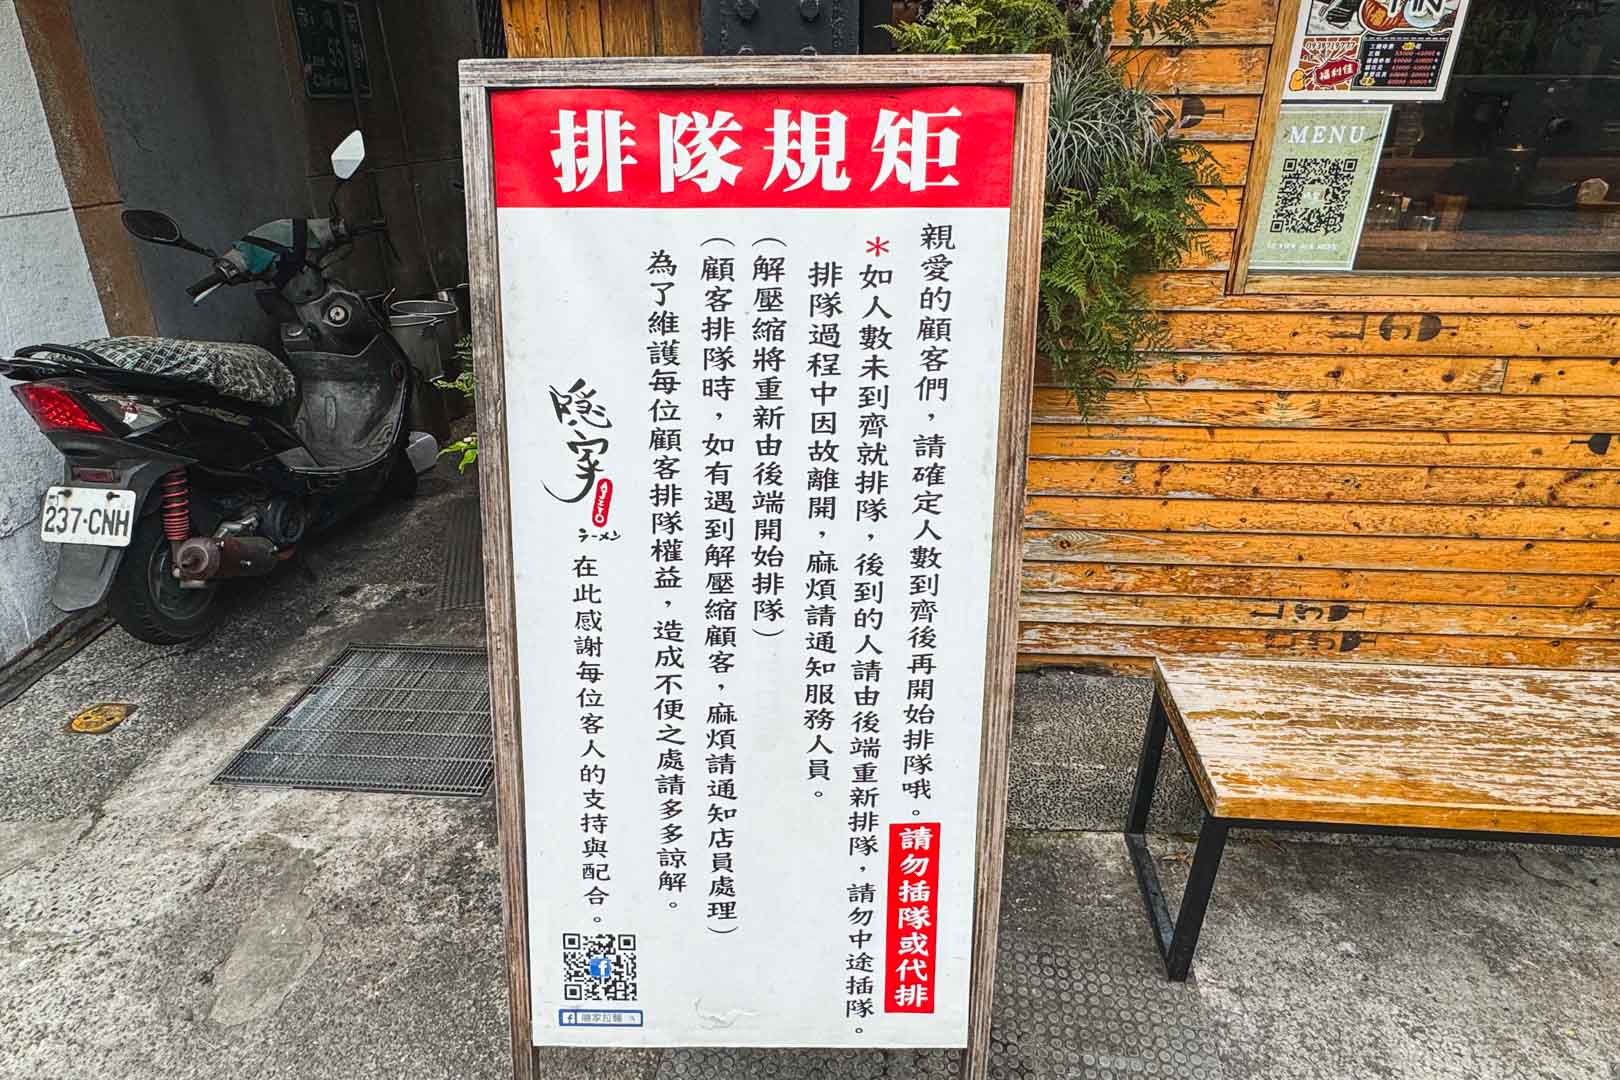 排隊規矩
親愛的顧客們，請確定人數到齊後再開始排隊哦。請勿插隊或代排
*如人數未到齊就排隊，後到的人請由後端重新排隊，請勿中途插隊。
排隊過程中因故離開，麻煩請通知服務人員。
（解壓縮將重新由後端開始排隊）
（顧客排隊時，如有遇到解壓縮顧客，麻煩請通知店員處理）
為了維護每位顧客排隊權益，造成不便之處請多多諒解。
隱家
ラーメン
在此感謝每位客人的支持與配合。
隱家拉麵
237-CNH
MENU
福利佳